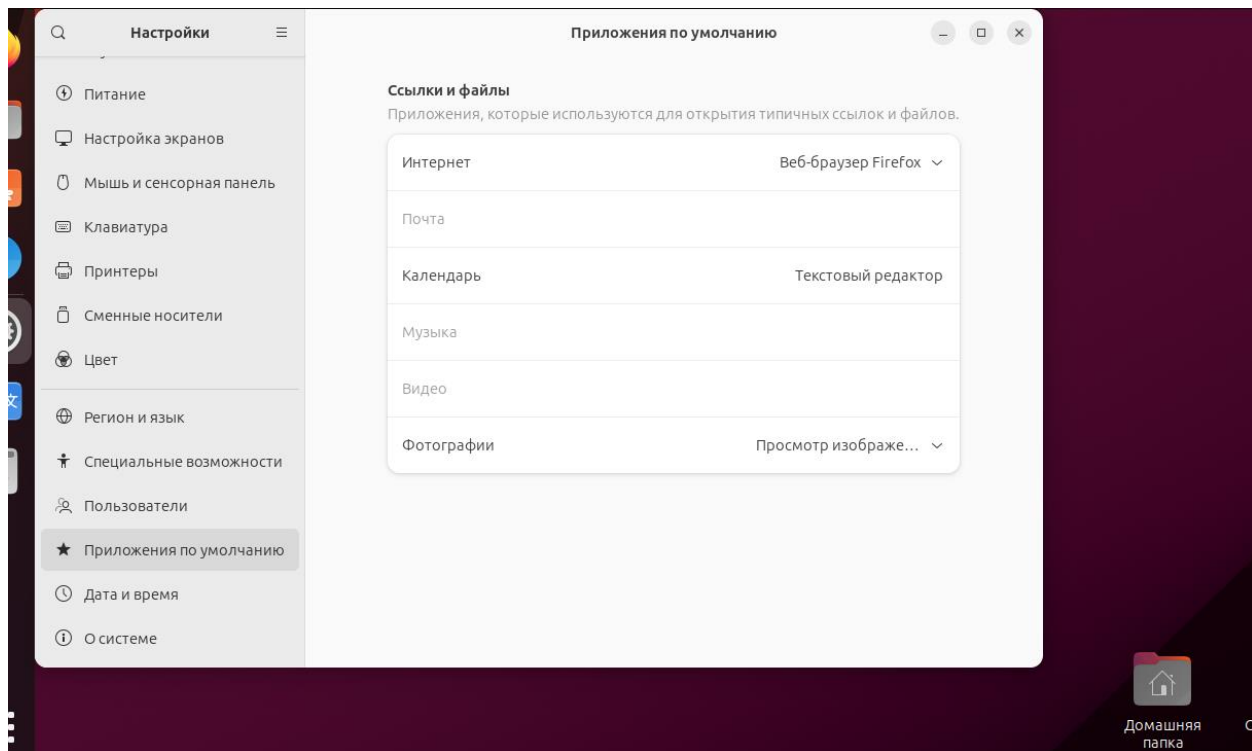 Настройки
Приложения по умолчанию
Питание
Настройка экранов
Мышь и сенсорная панель
Клавиатура
Принтеры
Сменные носители
Цвет
Регион и язык
Специальные возможности
Пользователи
Приложения по умолчанию
Дата и время
О системе
Ссылки и файлы
Приложения, которые используются для открытия типичных ссылок и файлов.
Интернет Веб-браузер Firefox
Почта
Календарь Текстовый редактор
Музыка
Видео
Фотографии Просмотр изображе...
Домашняя
папка